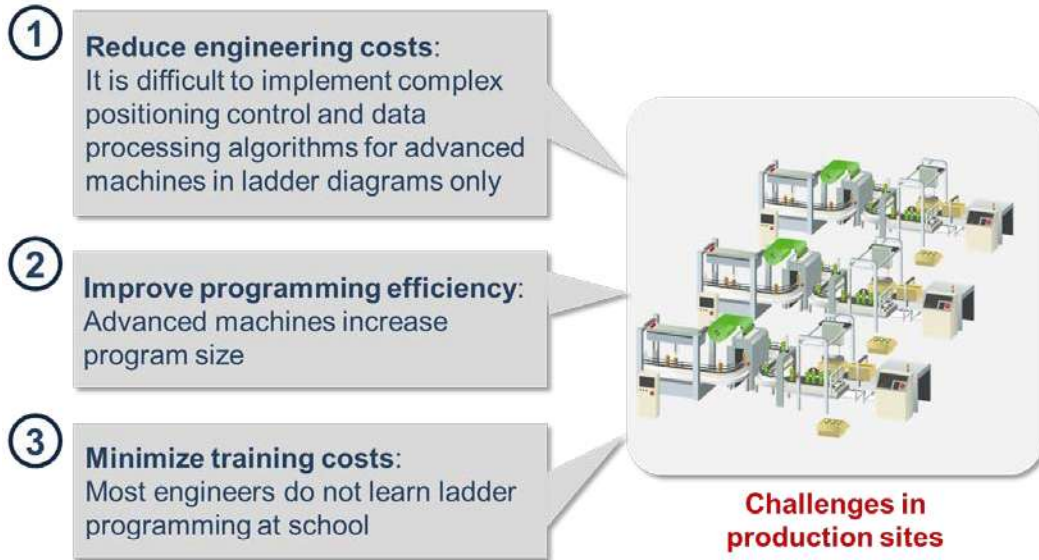 1
Reduce engineering costs:
It is difficult to implement complex
positioning control and data
processing algorithms for advanced
machines in ladder diagrams only
2
Improve programming efficiency:
Advanced machines increase
program size
3
Minimize training costs:
Most engineers do not learn ladder
programming at school
Challenges in
production sites